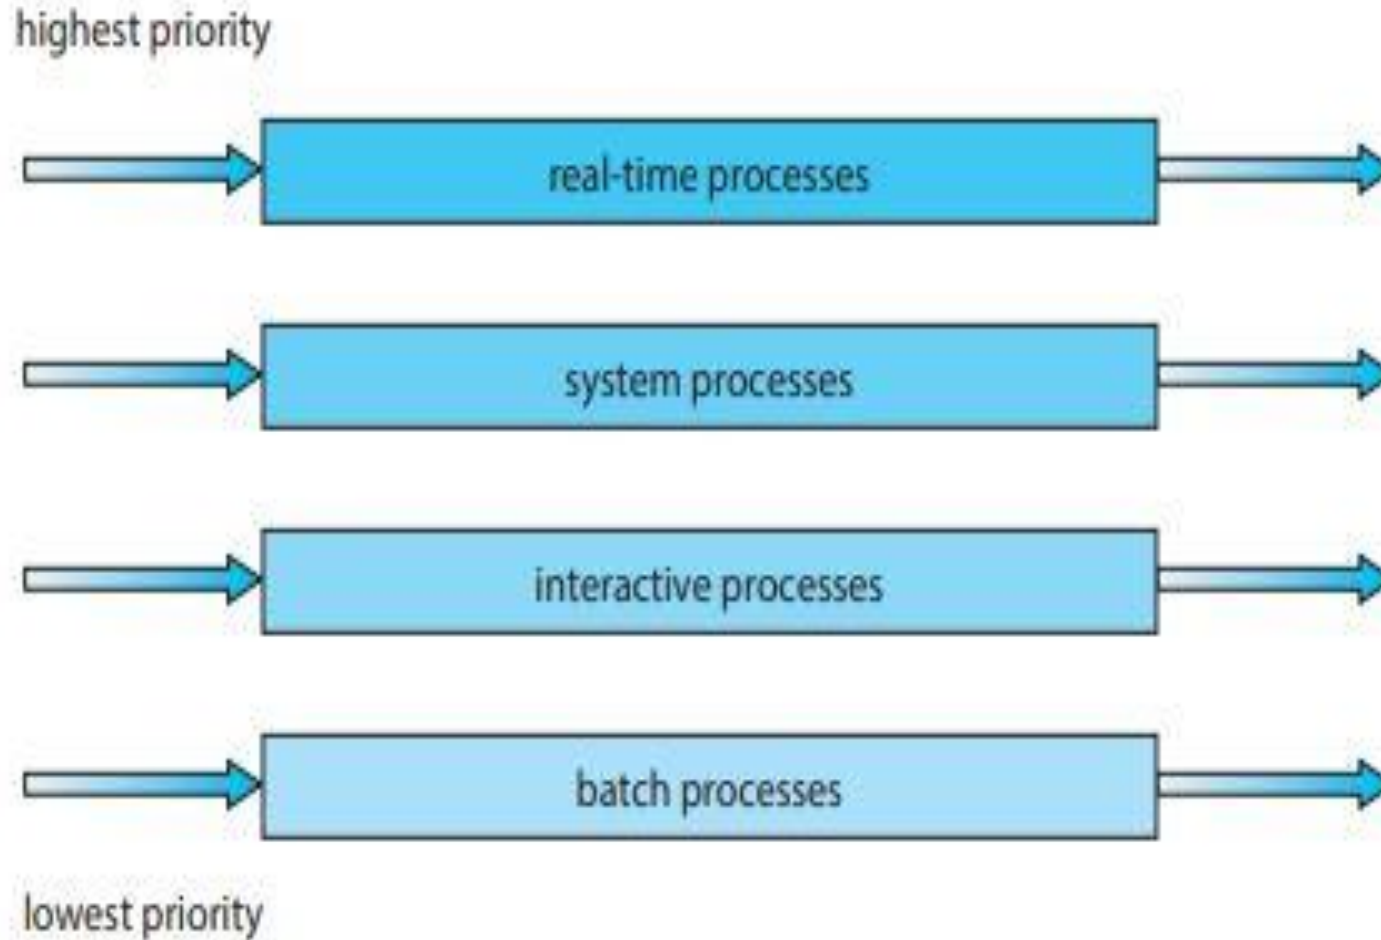 highest priority
real-time processes
system processes
interactive processes
batch processes
lowest priority